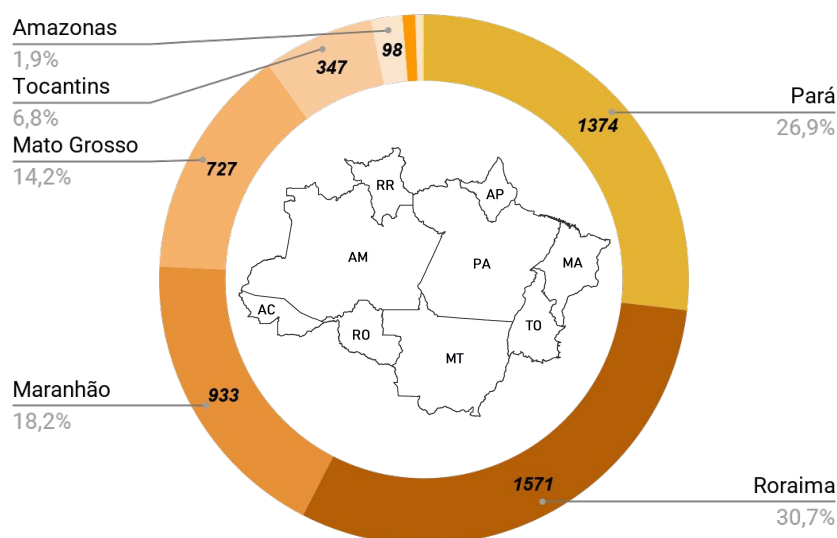 Amazonas
1,9%
Tocantins
6,8%
Mato Grosso
14,2%
Maranhão
18,2%
98
347
727
933
1374
1571
Pará
26,9%
Roraima
30,7%
RR
AP
AM
PA
MA
AC
RO
TO
MT